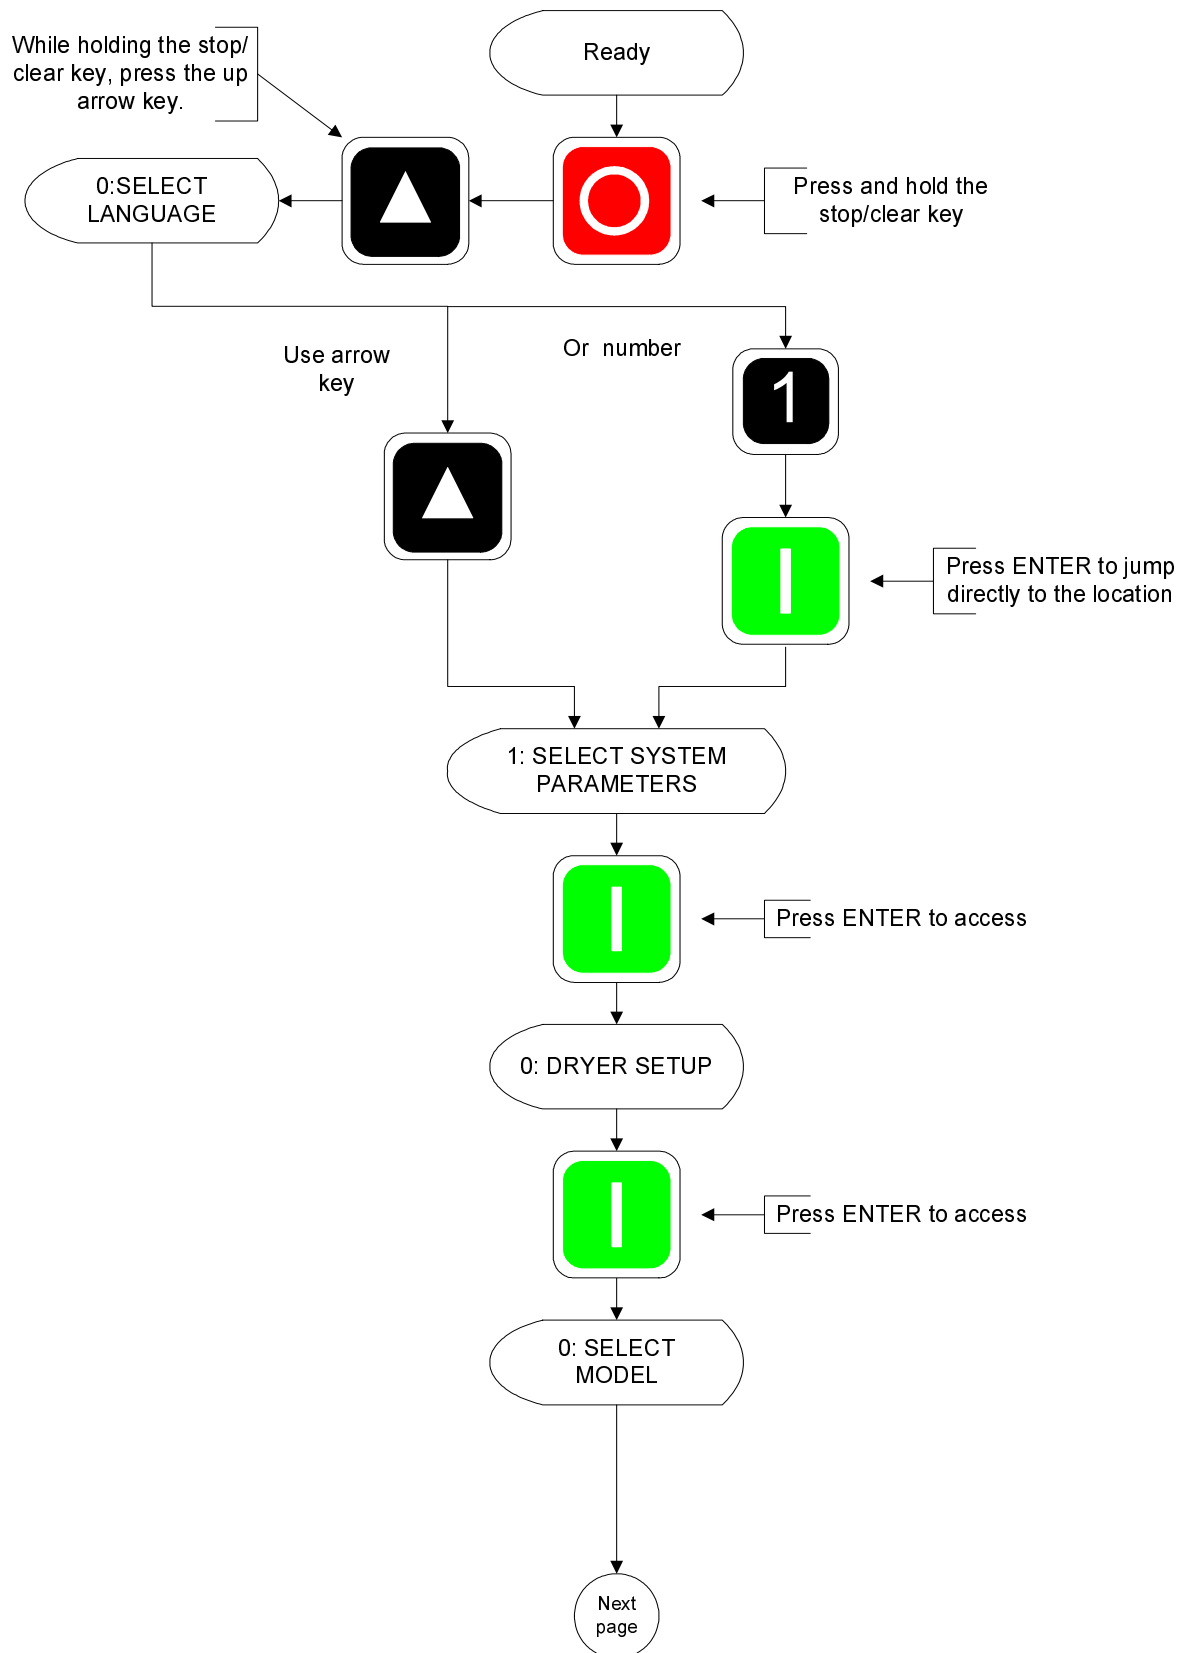 While holding the stop/
clear key, press the up
arrow key.
Ready
0:SELECT
LANGUAGE
Press and hold the
stop/clear key
Use arrow
key
Or number
1
Press ENTER to jump
directly to the location
1: SELECT SYSTEM
PARAMETERS
Press ENTER to access
0: DRYER SETUP
Press ENTER to access
0: SELECT
MODEL
Next
page